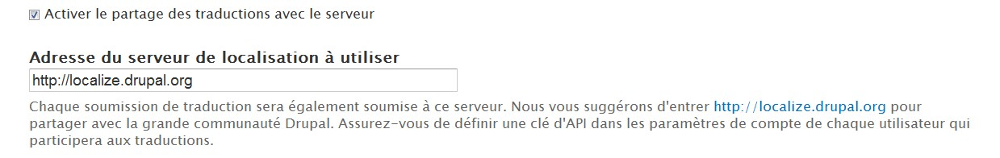 Activer le partage des traductions avec le serveur
Adresse du serveur de localisation à utiliser
http://localize.drupal.org
Chaque soumission de traduction sera également soumise à ce serveur. Nous vous suggérons d'entrer http://localize.drupal.org pour
partager avec la grande communauté Drupal. Assurez-vous de définir une clé d'API dans les paramètres de compte de chaque utilisateur qui
participera aux traductions.